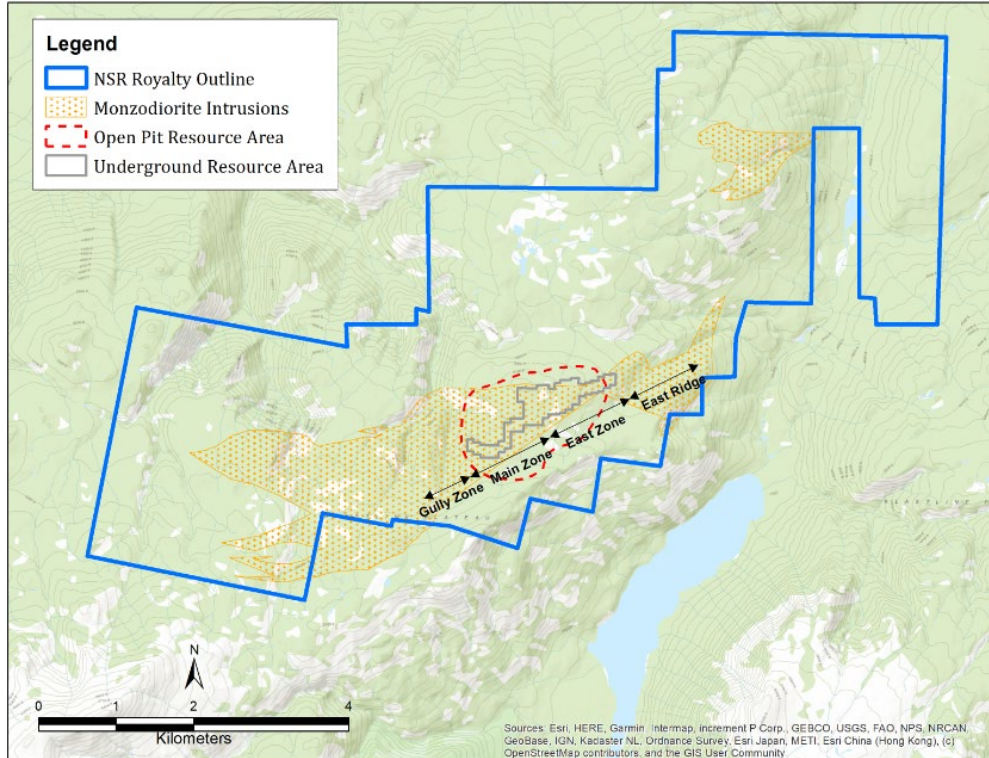 Legend
NSR Royalty Outline
Monzodiorite Intrusions
Open Pit Resource Area
Underground Resource Area
East Ridge
East Zone
Main Zone
Gully Zone
N
0 1 2 4
Kilometers
Sources: Esri, HERE, Garmin, Intermap, increment P Corp., GEBCO, USGS, FAO, NPS, NRCAN,
GeoBase, IGN, Kadaster NL, Ordnance Survey, Esri Japan, METI, Esri China (Hong Kong), (c)
OpenStreetMap contributors, and the GIS User Community